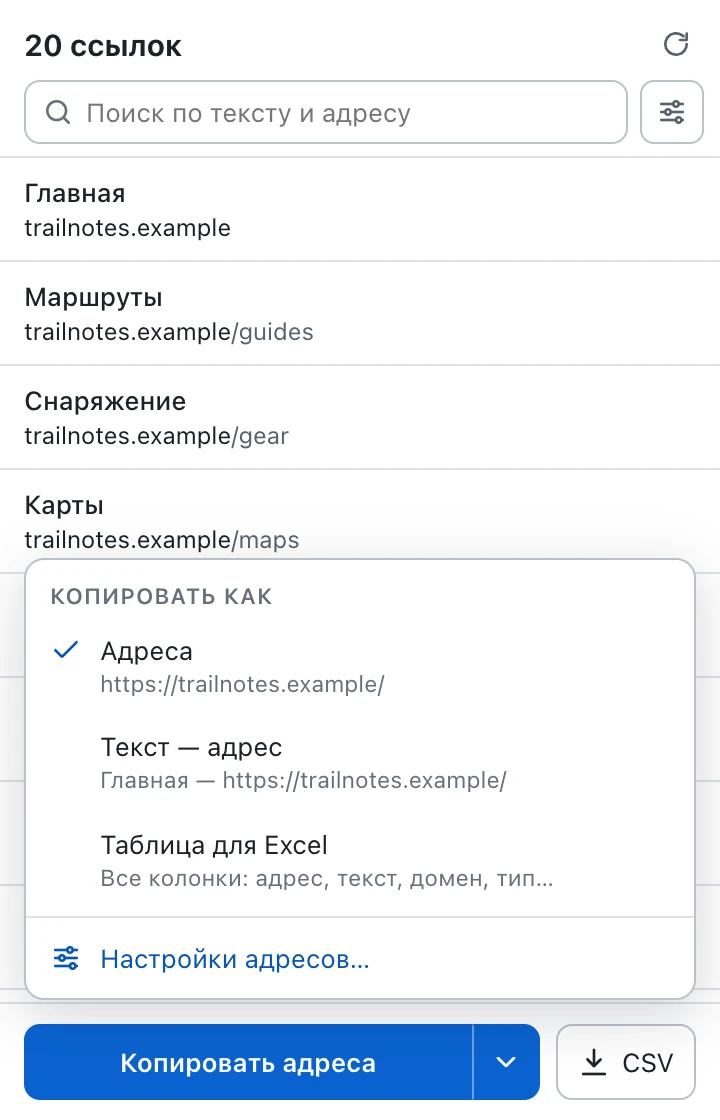 20 ссылок
Поиск по тексту и адресу
Главная
trailnotes.example
Маршруты
trailnotes.example/guides
Снаряжение
trailnotes.example/gear
Карты
trailnotes.example/maps
КОПИРОВАТЬ КАК
Адреса
https://trailnotes.example/
Текст — адрес
Главная — https://trailnotes.example/
Таблица для Excel
Все колонки: адрес, текст, домен, тип…
Настройки адресов…
Копировать адреса
CSV